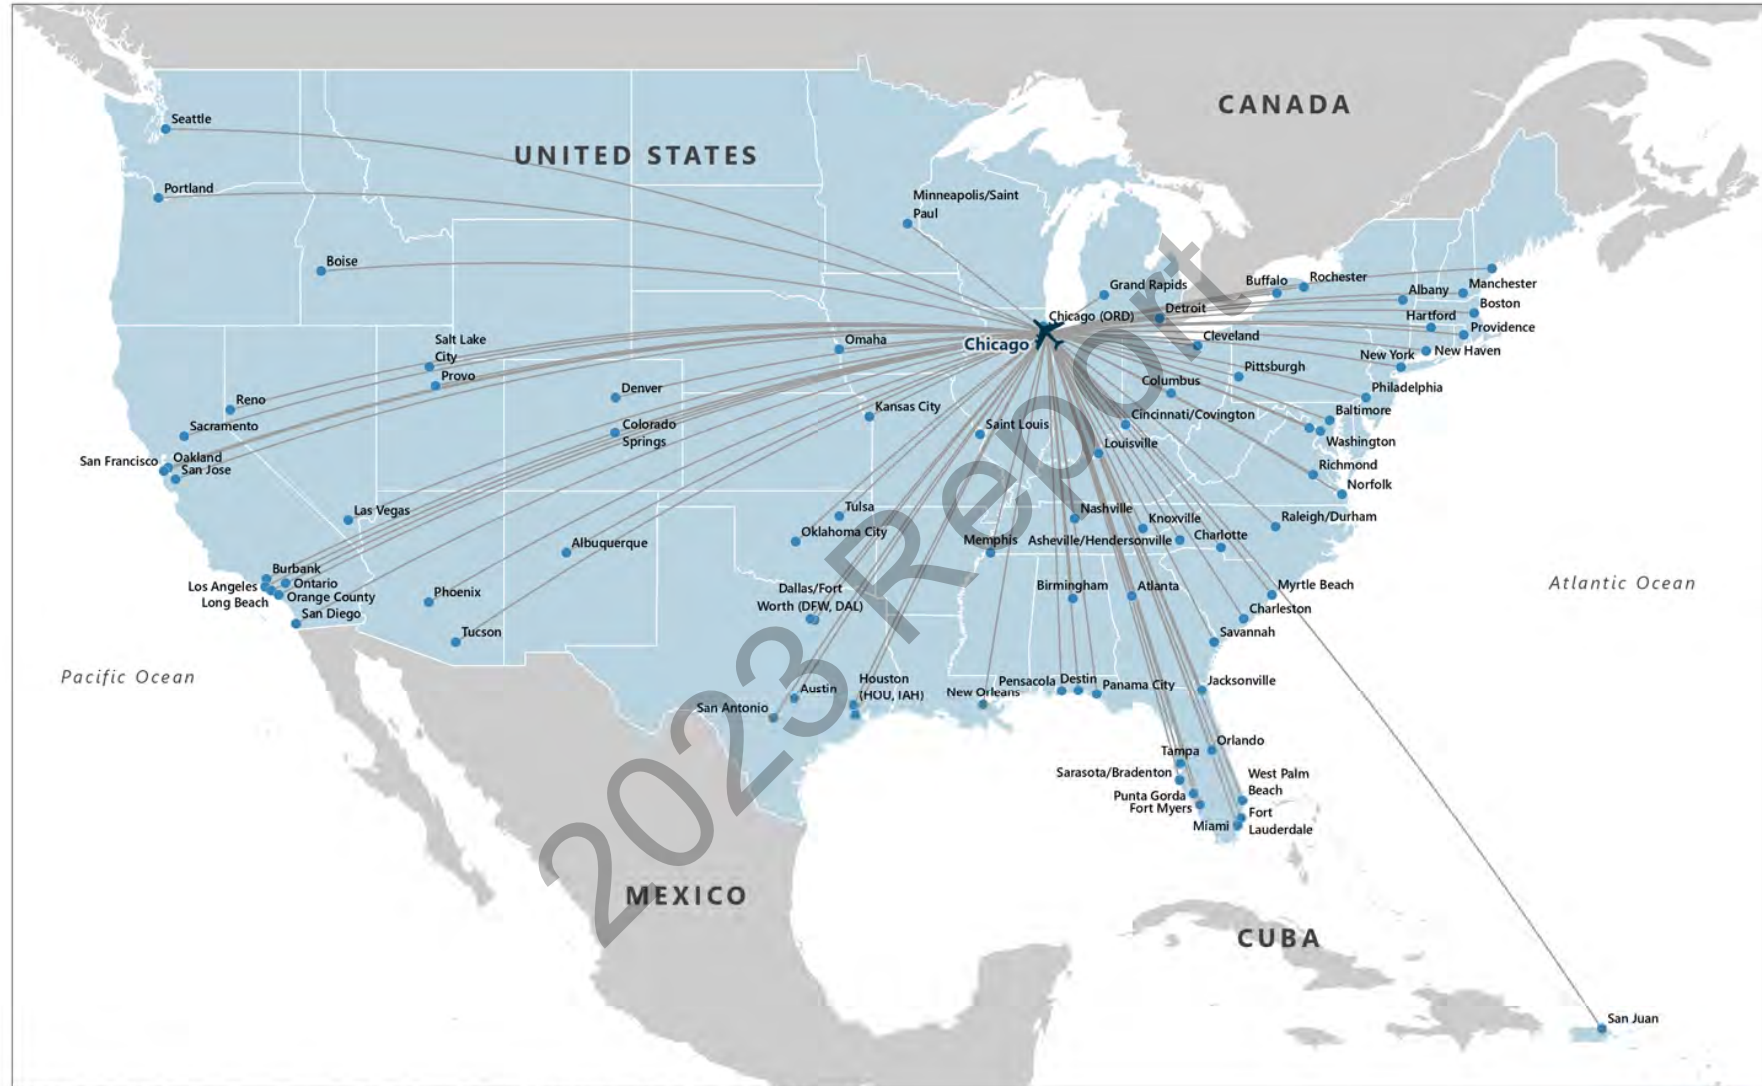 CANADA
Seattle
UNITED STATES
Portland
Minneapolis/Saint
Paul
Boise
Grand Rapids
Buffalo
Rochester
Albany
Manchester
Boston
Chicago (ORD)
Detroit
Hartford
Providence
Chicago
Cleveland
New York
New Haven
Salt Lake
City
Omaha
Provo
Denver
Pittsburgh
Columbus
Philadelphia
Reno
Kansas City
Cincinnati/Covington
Baltimore
Sacramento
Colorado
Springs
Saint Louis
Louisville
Washington
San Francisco
Oakland
San Jose
Richmond
Norfolk
Las Vegas
Tulsa
Oklahoma City
Nashville
Knoxville
Raleigh/Durham
Albuquerque
Memphis
Asheville/Hendersonville
Charlotte
Burbank
Los Angeles
Ontario
Long Beach
Orange County
San Diego
Phoenix
Dallas/Fort
Worth (DFW, DAL)
Birmingham
Atlanta
Myrtle Beach
Atlantic Ocean
Charleston
Tucson
Savannah
Pacific Ocean
Austin
San Antonio
Houston
(HOU, IAH)
New Orleans
Pensacola
Destin
Panama City
Jacksonville
Tampa
Orlando
Sarasota/Bradenton
West Palm
Beach
Punta Gorda
Fort Myers
Miami
Fort
Lauderdale
MEXICO
CUBA
San Juan
2023 Report